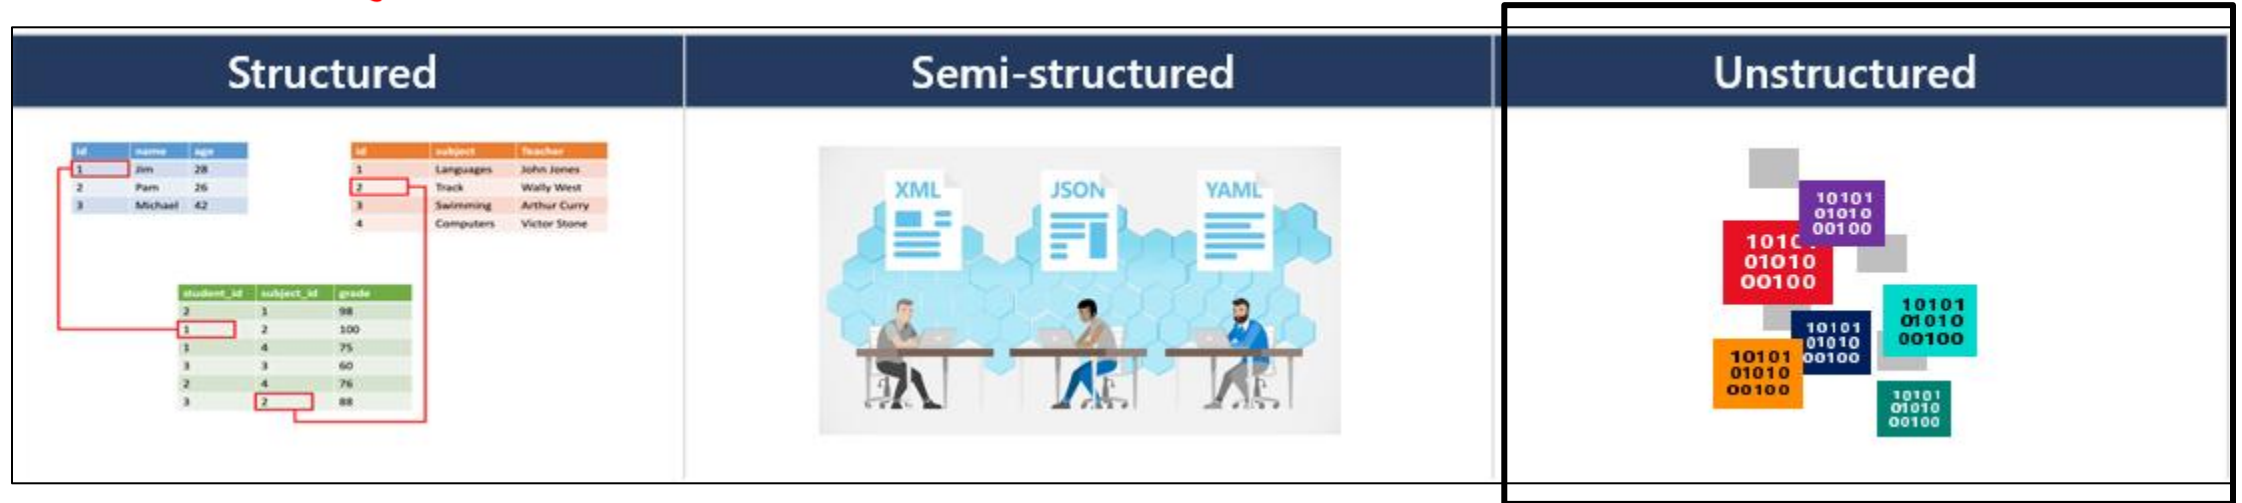 Structured
Semi-structured
Unstructured
id name age
1 Jim 28
2 Pam 26
3 Michael 42
id subject Teacher
1 Languages John Jones
2 Track Wally West
3 Swimming Arthur Curry
4 Computers Victor Stone
student_id subject_id grade
2 1 98
1 2 100
1 4 75
3 3 60
2 4 76
3 2 88
XML
JSON
YAML
10101
01010
00100
1010
01010
00100
10101
01010
00100
10101
01010
00100
10101
01010
00100
10101
01010
00100